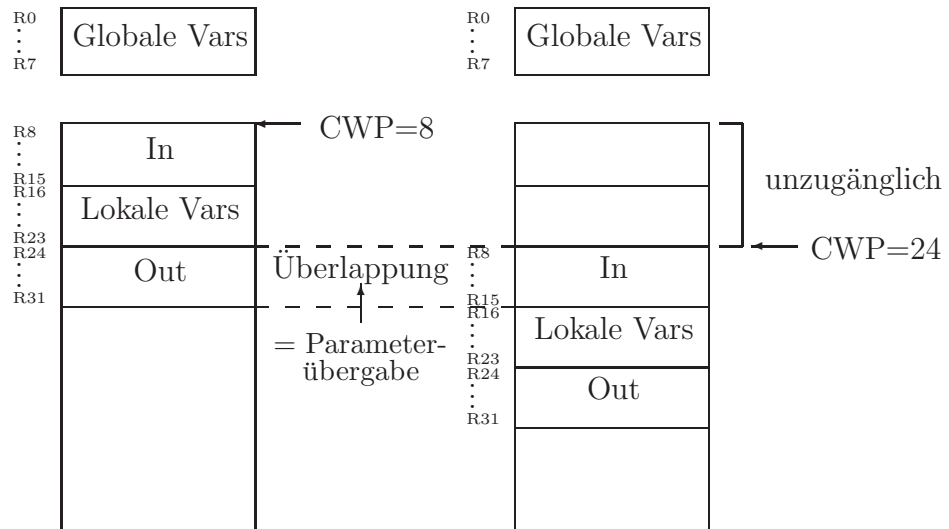 R0
R7
Globale Vars
R8
R15
R16
R23
R24
R31
In
Lokale Vars
Out
CWP=8
Überlappung
= Parameter-
übergabe
R0
R7
Globale Vars
R8
R15
R16
R23
R24
R31
In
Lokale Vars
Out
unzugänglich
CWP=24